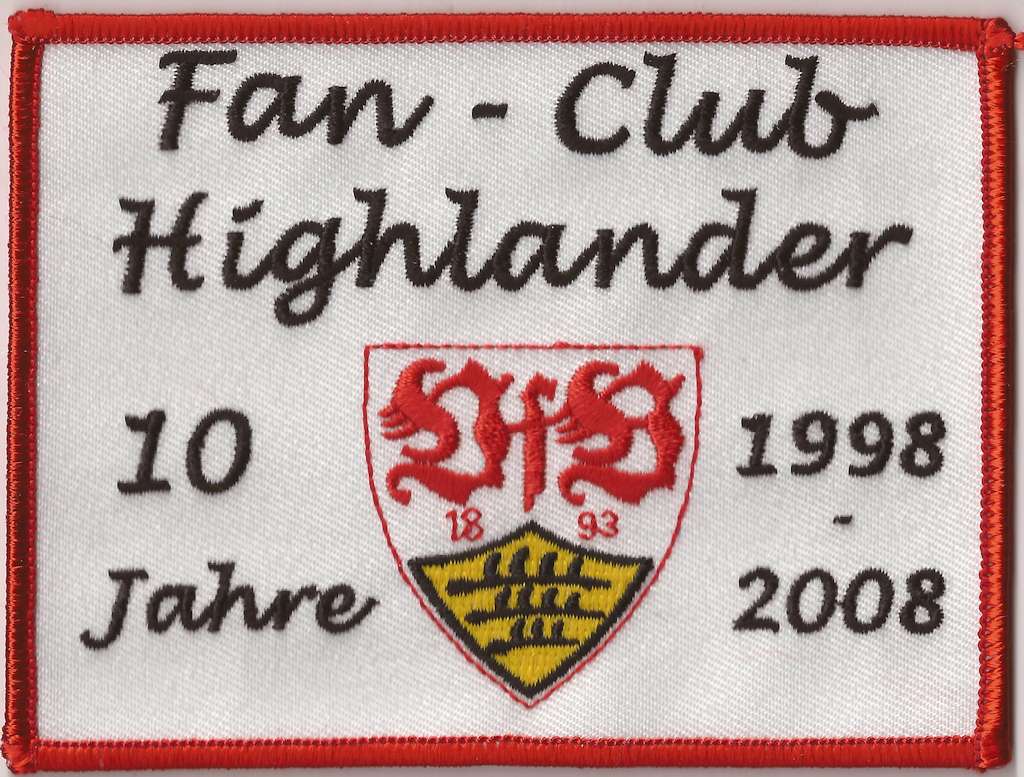 Fan - Club
Highlander
10
Jahre
VfB
18 93
1998
-
2008